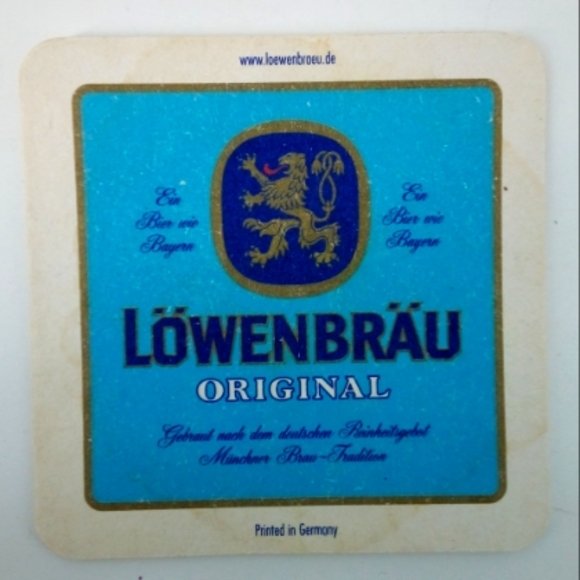 www.loewenbraeu.de
Ein
Bier wie
Bayern
Ein
Bier wie
Bayern
LÖWENBRÄU
ORIGINAL
Gebraut nach dem deutschen Reinheitsgebot
Münchner Brau-Tradition
Printed in Germany